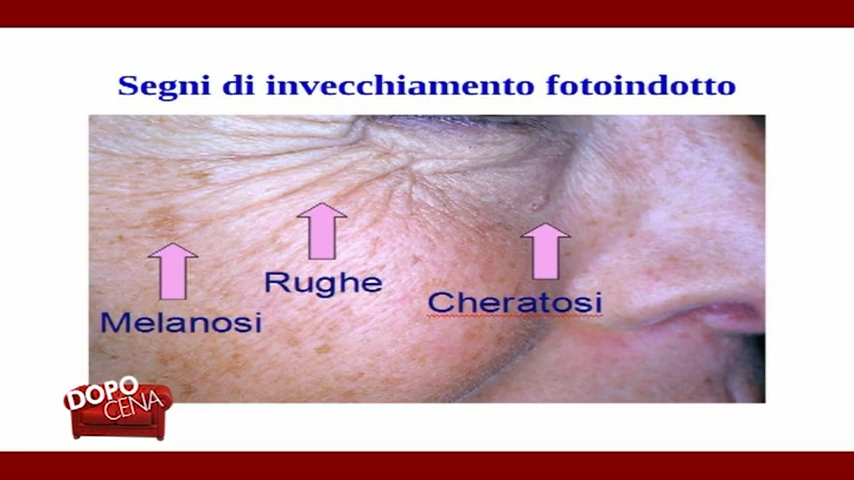 Segni di invecchiamento fotoindotto
Rughe
Cheratosi
Melanosi
DOPO
CENA